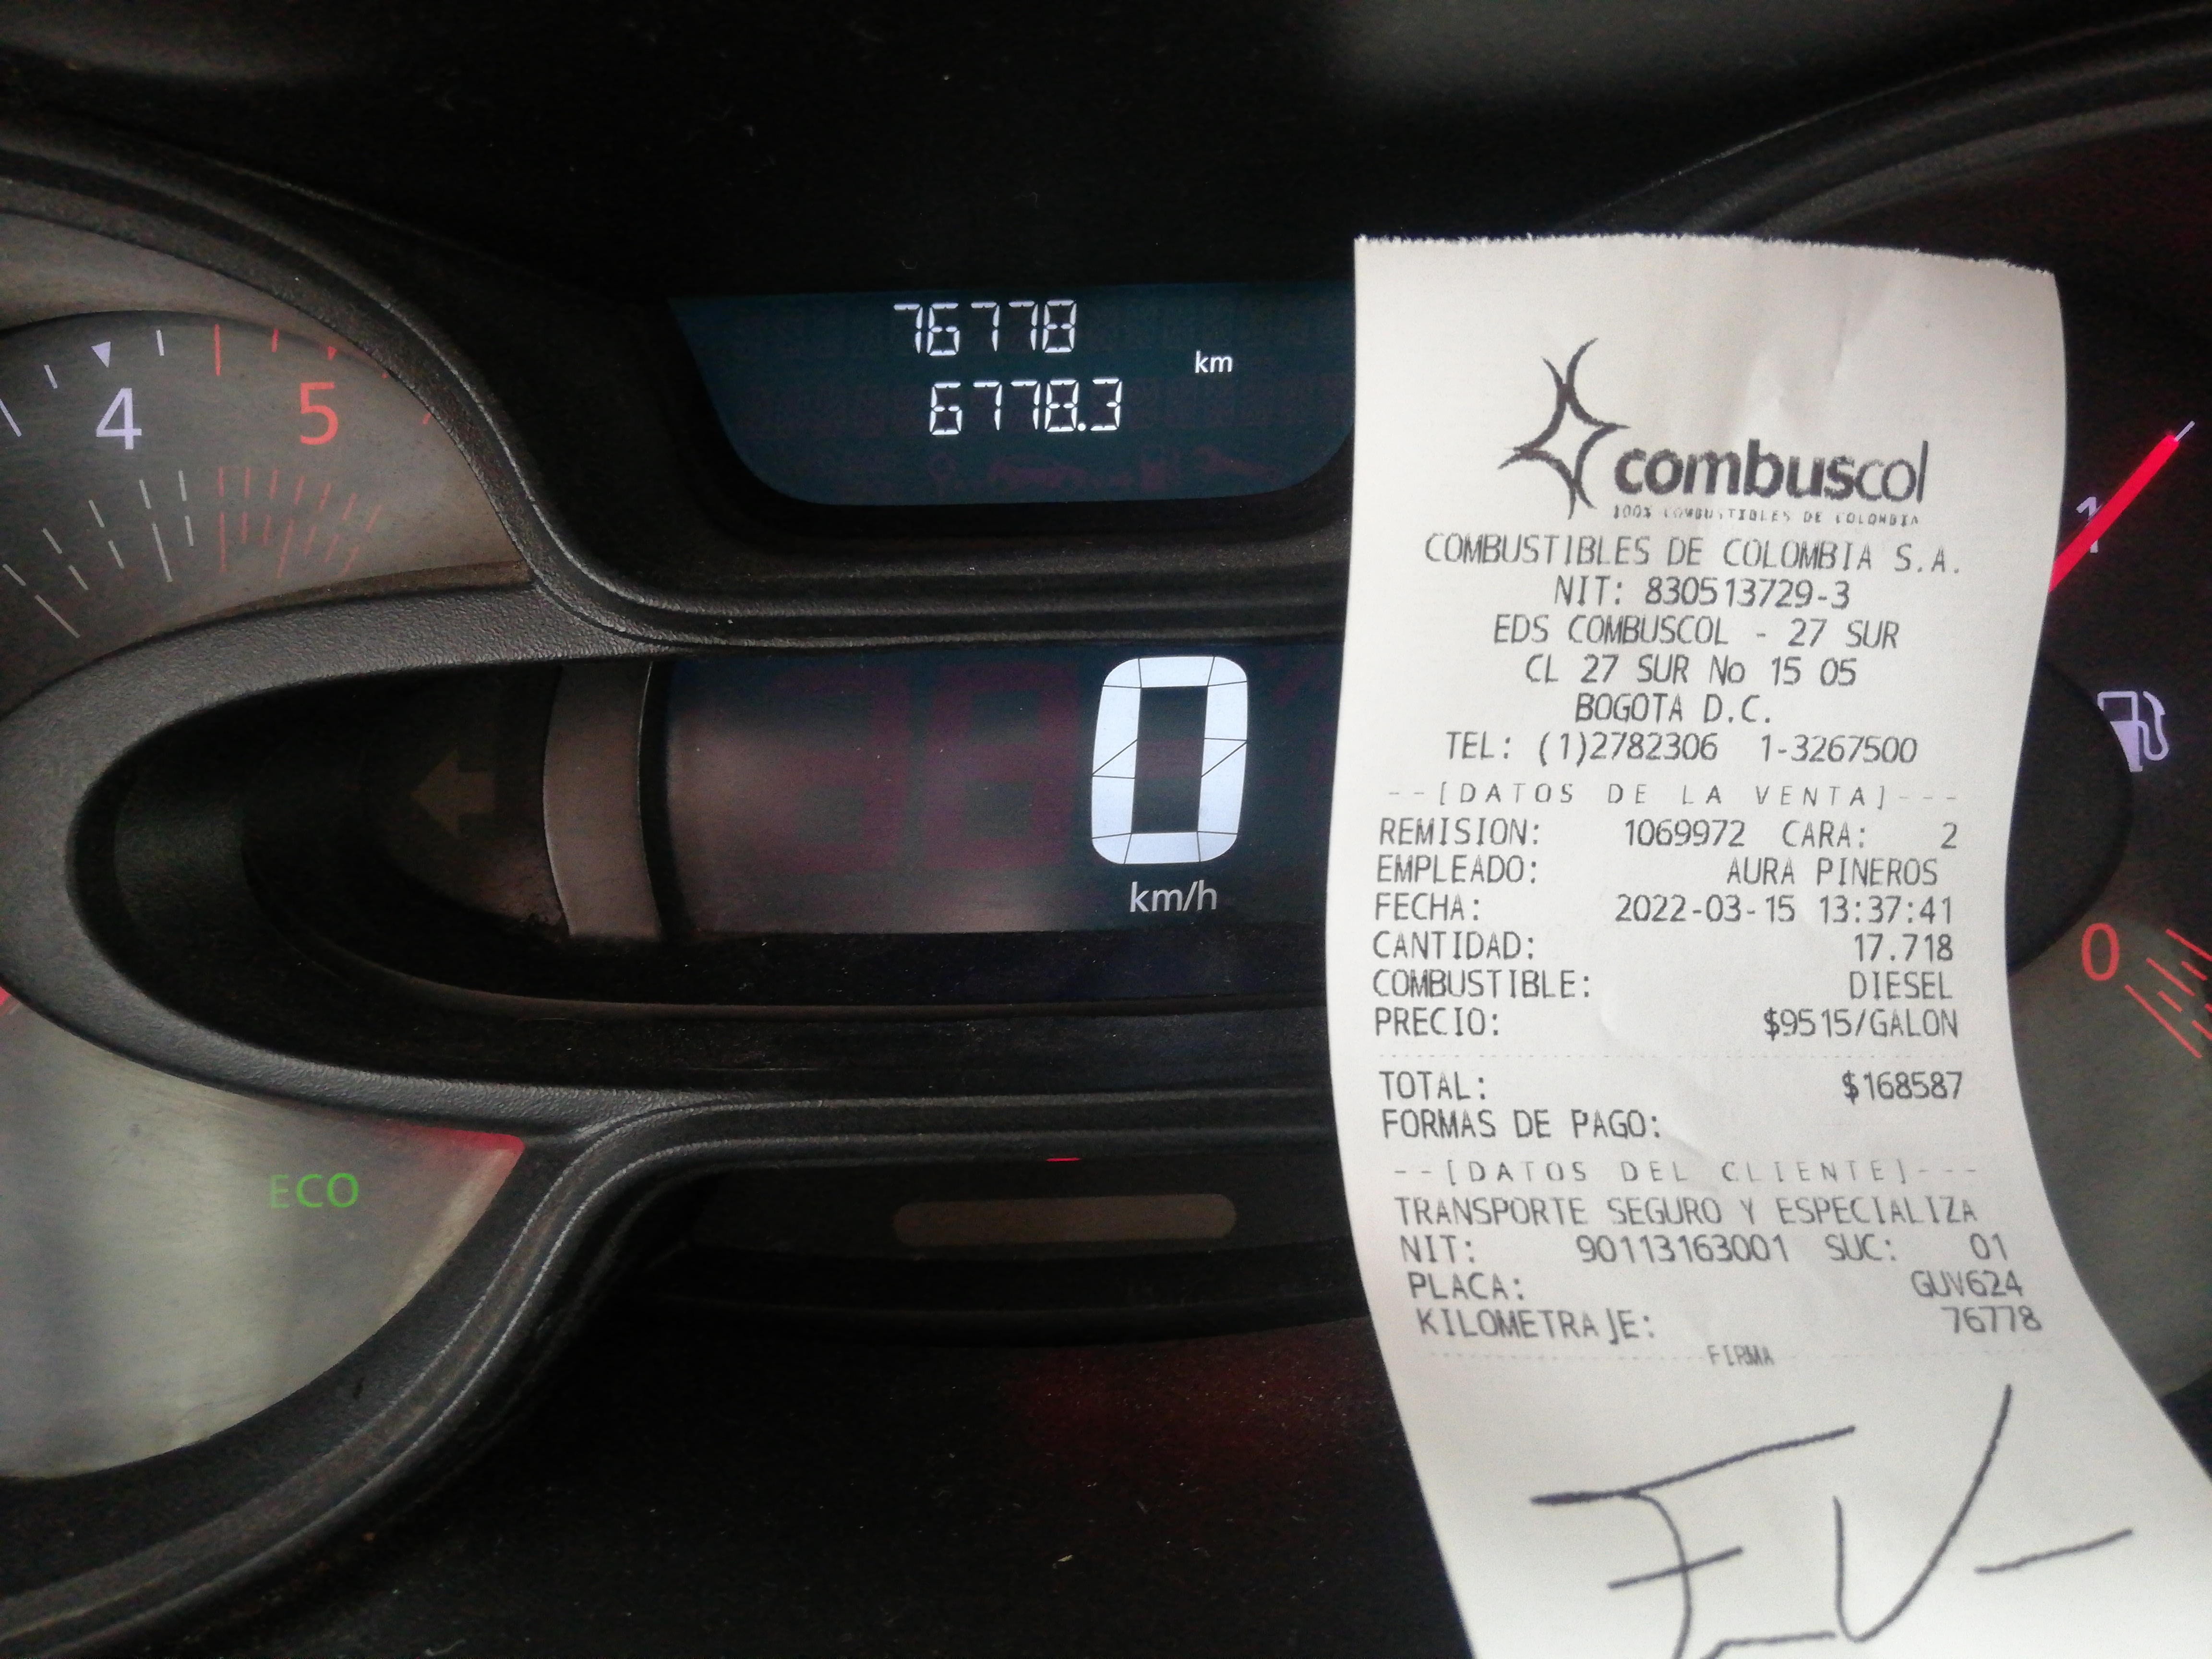 76778
km
6778.3
4
5
0
km/h
ECO
1
0
combuscol
100% COMBUSTIBLES DE COLOMBIA
COMBUSTIBLES DE COLOMBIA S.A.
NIT: 830513729-3
EDS COMBUSCOL - 27 SUR
CL 27 SUR No 15 05
BOGOTA D.C.
TEL: (1)2782306 1-3267500
--[DATOS DE LA VENTA]---
REMISION: 1069972 CARA: 2
EMPLEADO: AURA PINEROS
FECHA: 2022-03-15 13:37:41
CANTIDAD: 17.718
COMBUSTIBLE: DIESEL
PRECIO: $9515/GALON
TOTAL: $168587
FORMAS DE PAGO:
--[DATOS DEL CLIENTE]---
TRANSPORTE SEGURO Y ESPECIALIZA
NIT: 90113163001 SUC: 01
PLACA: GUV624
KILOMETRAJE: 76778
FIRMA